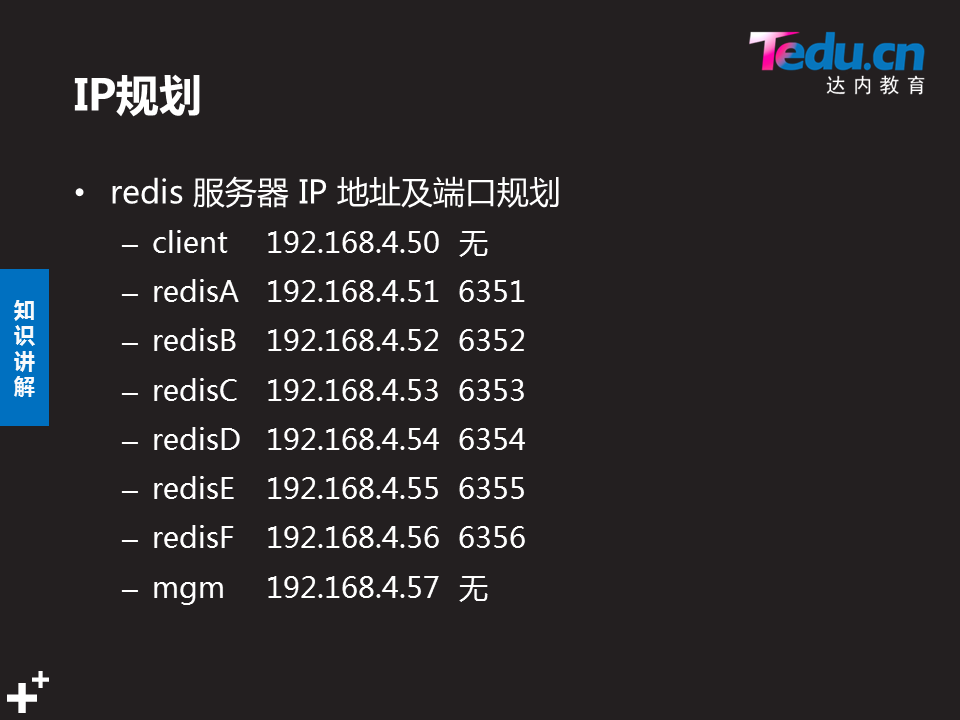 Tedu.cn
达内教育
IP规划
• redis 服务器 IP 地址及端口规划
– client 192.168.4.50 无
– redisA 192.168.4.51 6351
– redisB 192.168.4.52 6352
– redisC 192.168.4.53 6353
– redisD 192.168.4.54 6354
– redisE 192.168.4.55 6355
– redisF 192.168.4.56 6356
– mgm 192.168.4.57 无
知识讲解